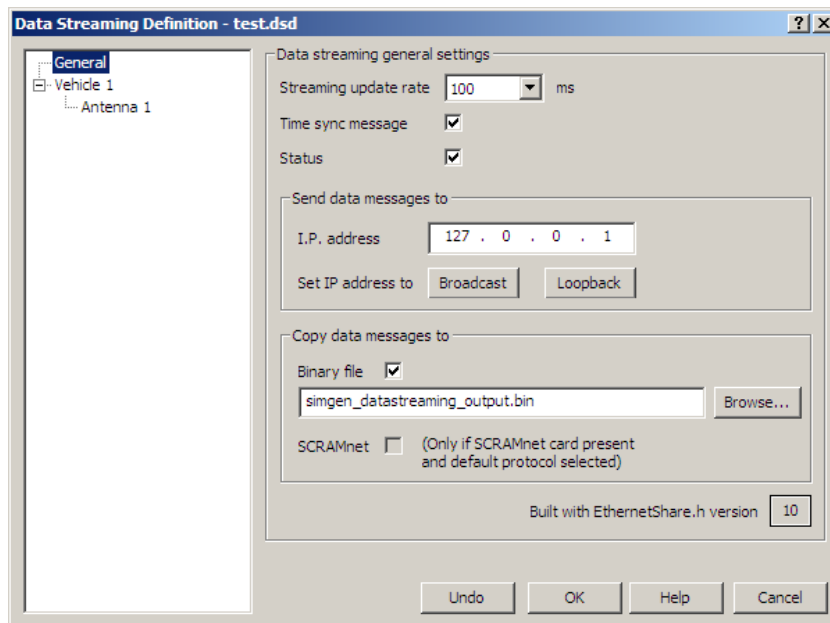 Data Streaming Definition - test.dsd
General
Vehicle 1
Antenna 1
Data streaming general settings
Streaming update rate 100 ms
Time sync message
Status
Send data messages to
I.P. address 127 . 0 . 0 . 1
Set IP address to Broadcast Loopback
Copy data messages to
Binary file
simgen_datastreaming_output.bin Browse...
SCRAMnet (Only if SCRAMnet card present
and default protocol selected)
Built with EthernetShare.h version 10
Undo OK Help Cancel